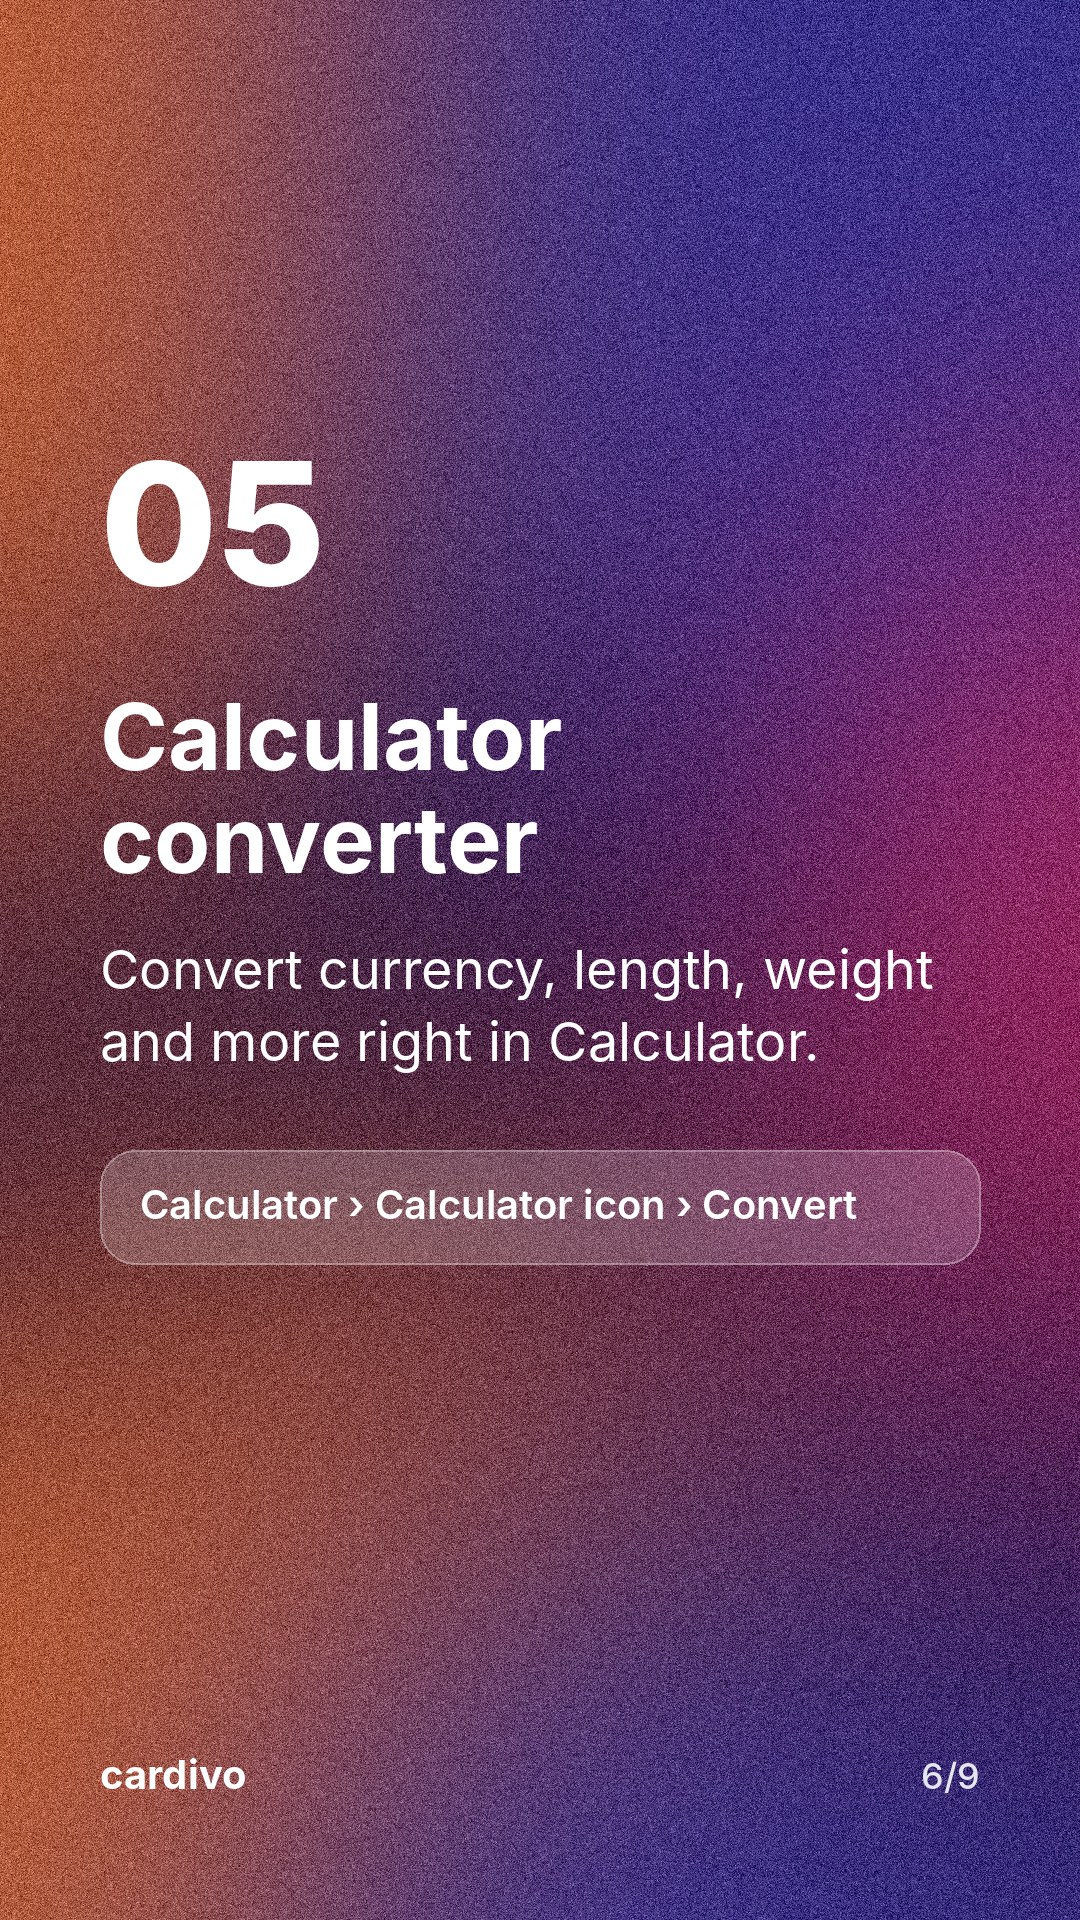 05
Calculator
converter
Convert currency, length, weight
and more right in Calculator.
Calculator › Calculator icon › Convert
cardivo
6/9